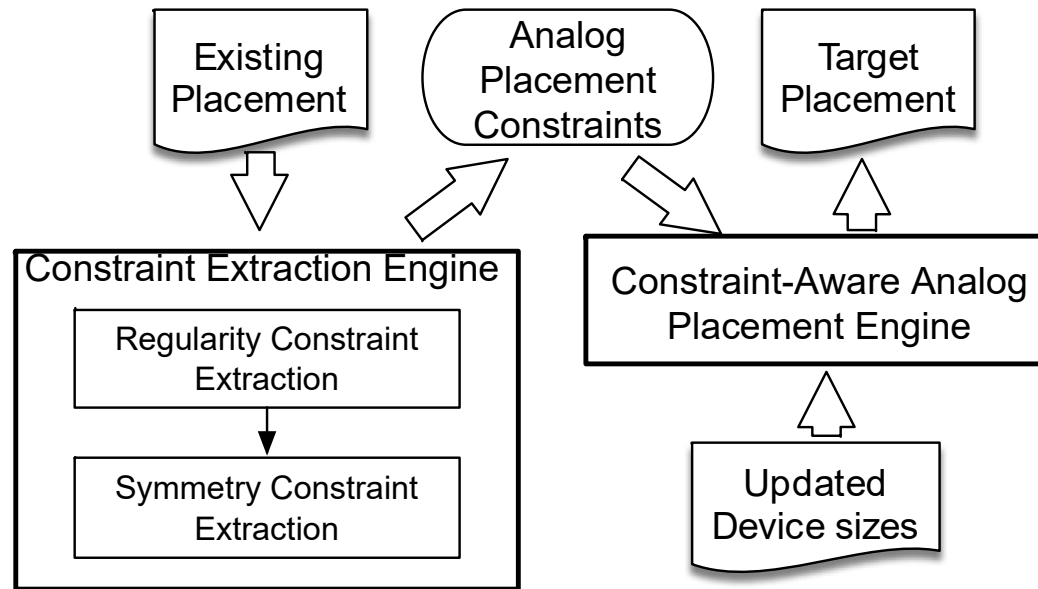 Existing
Placement
Analog
Placement
Constraints
Target
Placement
Constraint Extraction Engine
Regularity Constraint
Extraction
Symmetry Constraint
Extraction
Constraint-Aware Analog
Placement Engine
Updated
Device sizes